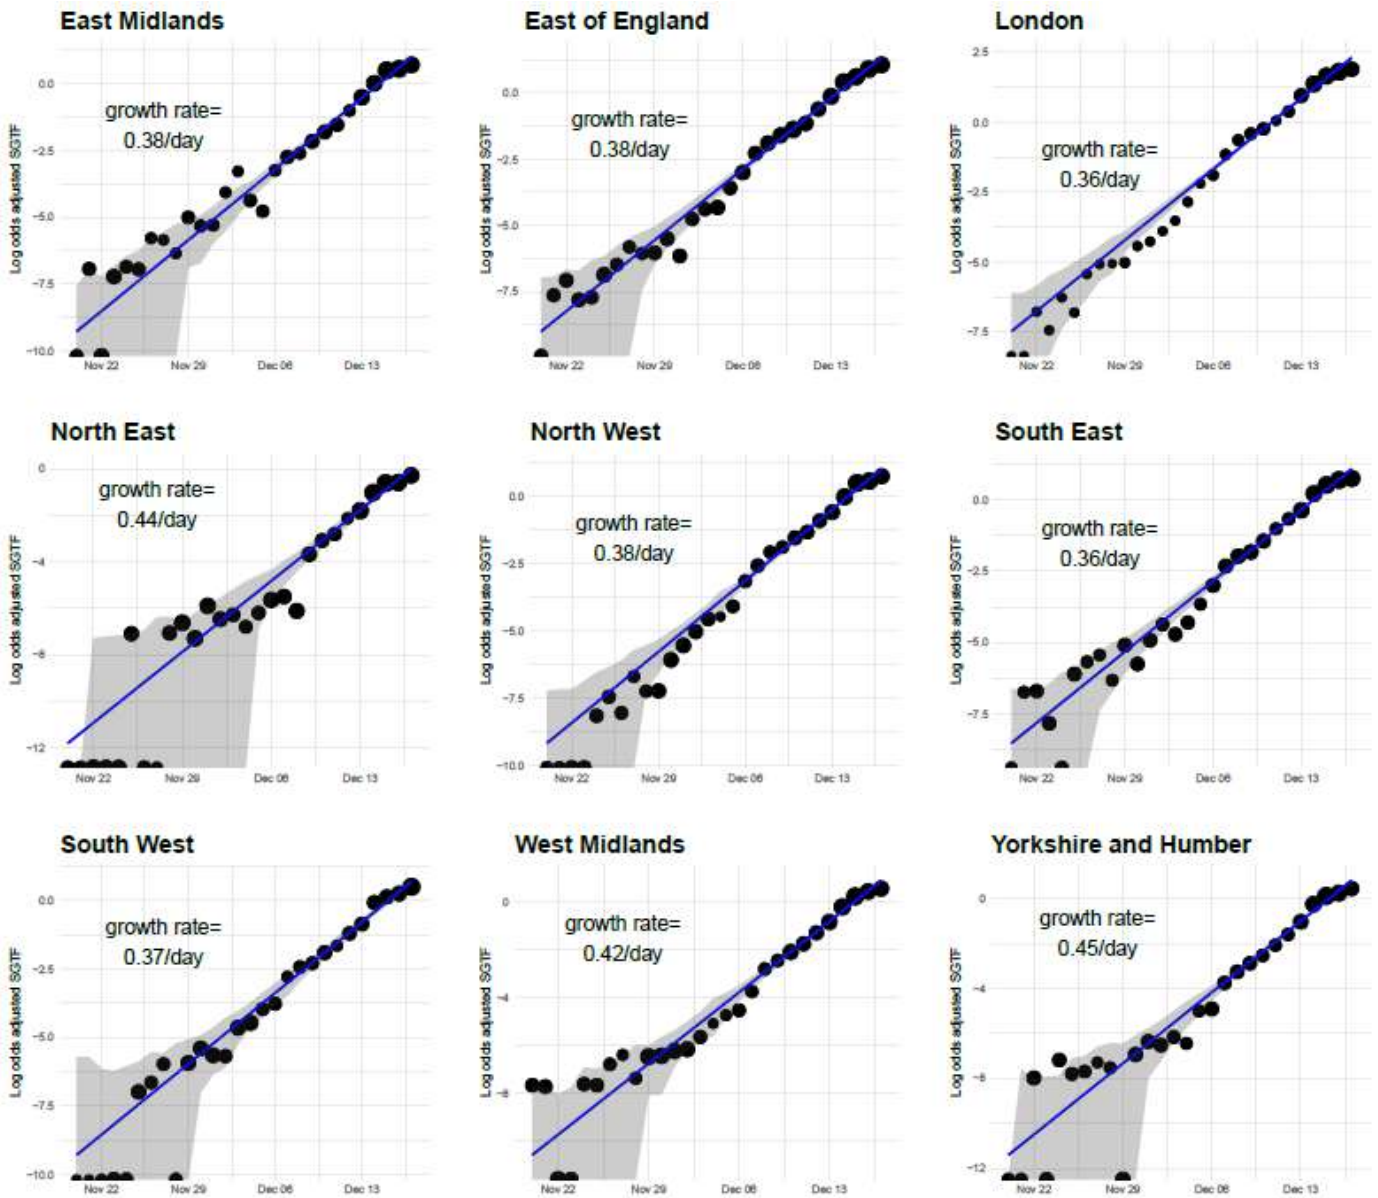 East Midlands
Log odds adjusted SGTF
growth rate=
0.38/day
0.0
−2.5
−5.0
−7.5
−10.0
Nov 22
Nov 29
Dec 06
Dec 13
East of England
Log odds adjusted SGTF
growth rate=
0.38/day
0.0
−2.5
−5.0
−7.5
Nov 22
Nov 29
Dec 06
Dec 13
London
Log odds adjusted SGTF
growth rate=
0.36/day
2.5
0.0
−2.5
−5.0
−7.5
Nov 22
Nov 29
Dec 06
Dec 13
North East
Log odds adjusted SGTF
growth rate=
0.44/day
0
−4
−8
−12
Nov 22
Nov 29
Dec 06
Dec 13
North West
Log odds adjusted SGTF
growth rate=
0.38/day
0.0
−2.5
−5.0
−7.5
−10.0
Nov 22
Nov 29
Dec 06
Dec 13
South East
Log odds adjusted SGTF
growth rate=
0.36/day
0.0
−2.5
−5.0
−7.5
Nov 22
Nov 29
Dec 06
Dec 13
South West
Log odds adjusted SGTF
growth rate=
0.37/day
0.0
−2.5
−5.0
−7.5
−10.0
Nov 22
Nov 29
Dec 06
Dec 13
West Midlands
Log odds adjusted SGTF
growth rate=
0.42/day
0
−4
−8
Nov 22
Nov 29
Dec 06
Dec 13
Yorkshire and Humber
Log odds adjusted SGTF
growth rate=
0.45/day
0
−4
−8
−12
Nov 22
Nov 29
Dec 06
Dec 13